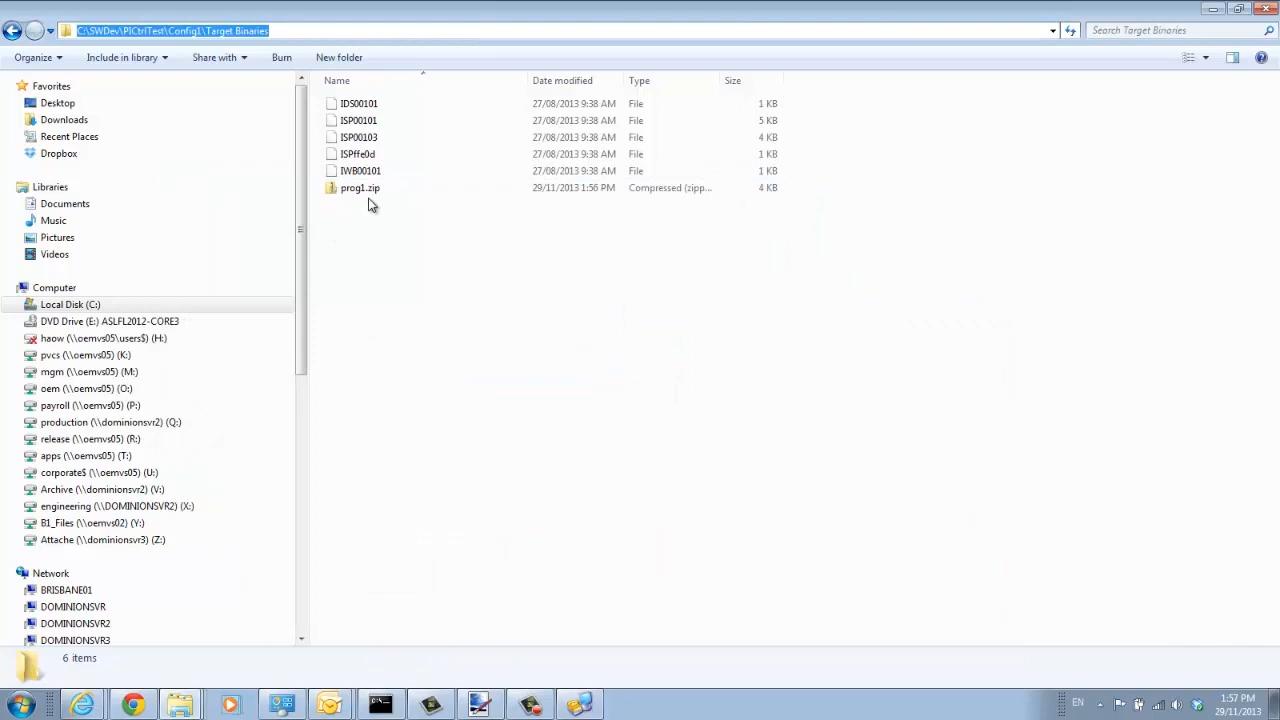 C:\SWDev\PICtrlTest\Config1\Target Binaries
Search Target Binaries
Organize
Include in library
Share with
Burn
New folder
Favorites
Desktop
Downloads
Recent Places
Dropbox
Libraries
Documents
Music
Pictures
Videos
Computer
Local Disk (C:)
DVD Drive (E:) ASLFL2012-CORE3
haow (\\oemvs05\users$) (H:)
pvcs (\\oemvs05) (K:)
mgm (\\oemvs05) (M:)
oem (\\oemvs05) (O:)
payroll (\\oemvs05) (P:)
production (\\dominionsvr2) (Q:)
release (\\oemvs05) (R:)
apps (\\oemvs05) (T:)
corporate$ (\\oemvs05) (U:)
Archive (\\dominionsvr2) (V:)
engineering (\\DOMINIONSVR2) (X:)
B1_Files (\\oemvs02) (Y:)
Attache (\\dominionsvr3) (Z:)
Network
BRISBANE01
DOMINIONSVR
DOMINIONSVR2
DOMINIONSVR3
Name Date modified Type Size
IDS00101 27/08/2013 9:38 AM File 1 KB
ISP00101 27/08/2013 9:38 AM File 5 KB
ISP00103 27/08/2013 9:38 AM File 4 KB
ISPffe0d 27/08/2013 9:38 AM File 1 KB
IWB00101 27/08/2013 9:38 AM File 1 KB
prog1.zip 29/11/2013 1:56 PM Compressed (zipp... 4 KB
6 items
EN
1:57 PM
29/11/2013